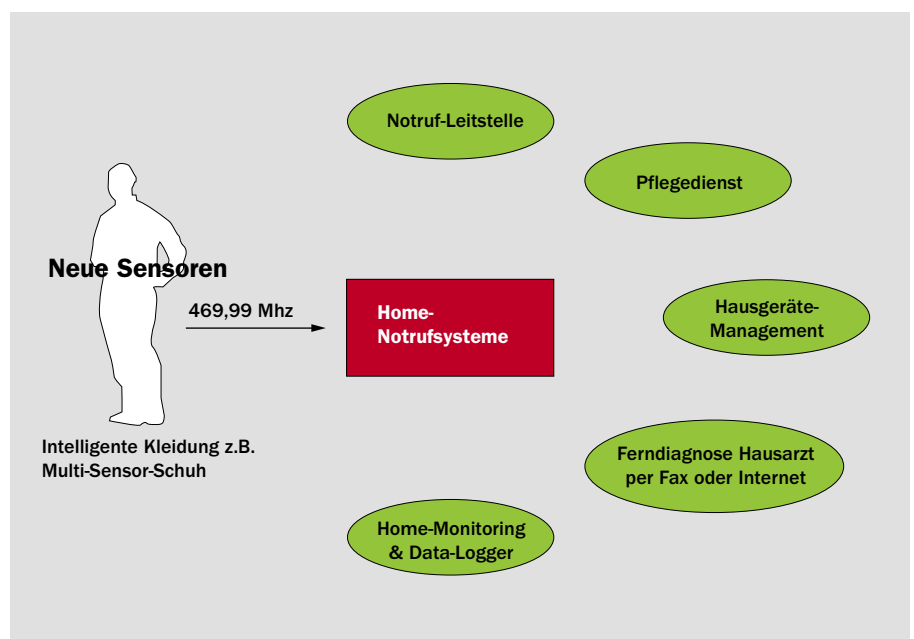 Notruf-Leitstelle
Pflegedienst
Neue Sensoren
469,99 Mhz
Home-
Notrufsysteme
Hausgeräte-
Management
Intelligente Kleidung z.B.
Multi-Sensor-Schuh
Ferndiagnose Hausarzt
per Fax oder Internet
Home-Monitoring
& Data-Logger